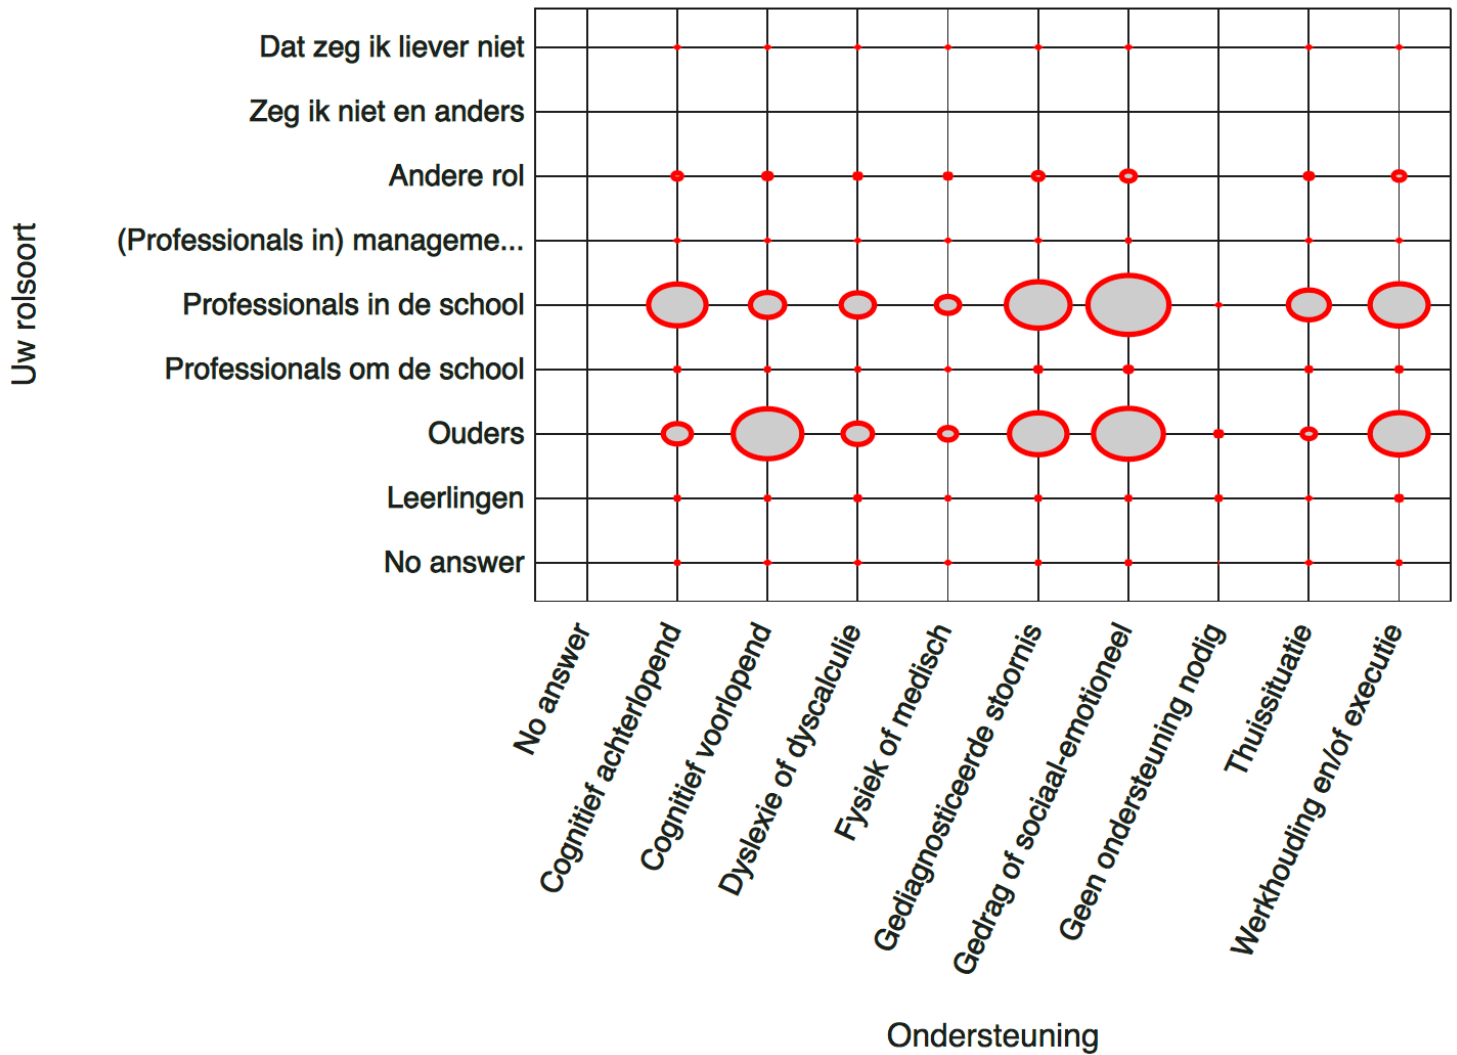 Uw rolsoort
Dat zeg ik liever niet
Zeg ik niet en anders
Andere rol
(Professionals in) manageme...
Professionals in de school
Professionals om de school
Ouders
Leerlingen
No answer
No answer
Cognitief achterlopend
Cognitief voorlopend
Dyslexie of dyscalculie
Fysiek of medisch
Gediagnosticeerde stoornis
Gedrag of sociaal-emotioneel
Geen ondersteuning nodig
Thuissituatie
Werkhouding en/of executie
Ondersteuning